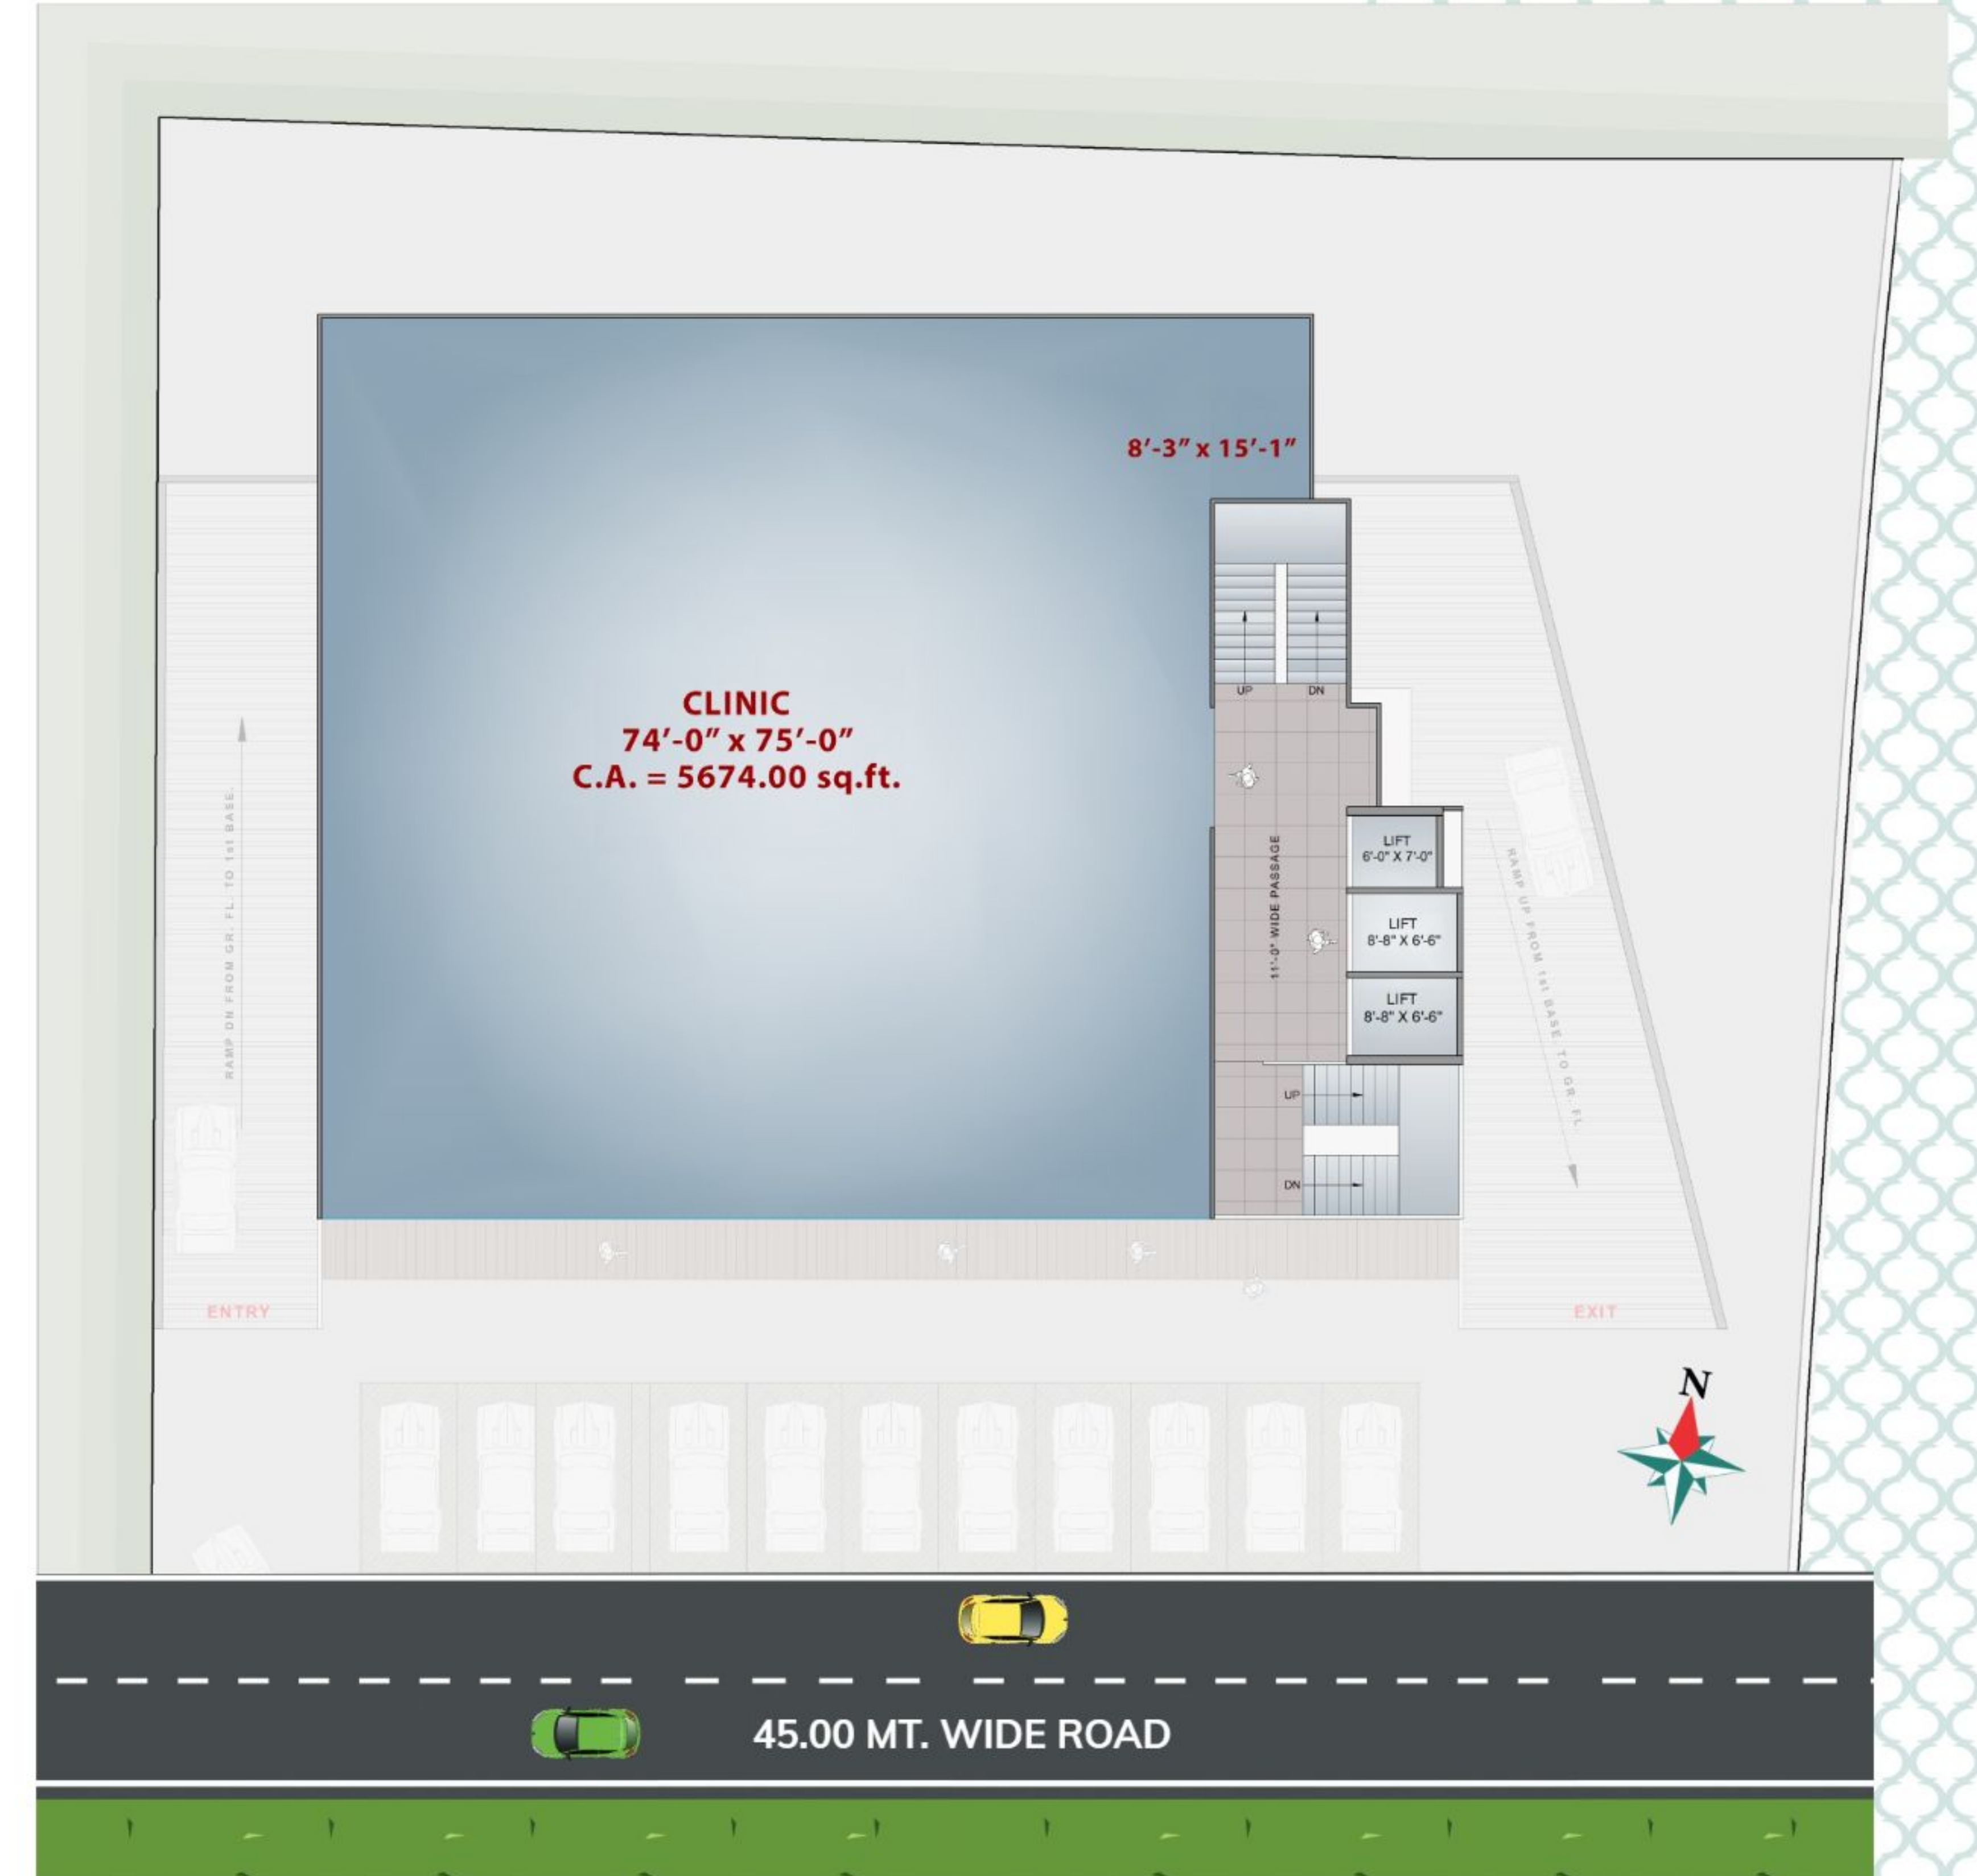 8′-3″ x 15′-1″
CLINIC
74′-0″ x 75′-0″
C.A. = 5674.00 sq.ft.
UP
DN
11'-0" WIDE PASSAGE
LIFT
6'-0" X 7'-0"
LIFT
8'-8" X 6'-6"
LIFT
8'-8" X 6'-6"
UP
DN
RAMP DN FROM GR. FL. TO 1st BASE.
RAMP UP FROM 1st BASE. TO GR. FL.
ENTRY
EXIT
N
45.00 MT. WIDE ROAD